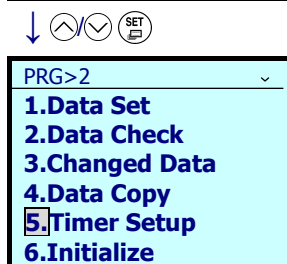 ↓ / SET
PRG>2
1.Data Set
2.Data Check
3.Changed Data
4.Data Copy
5.Timer Setup
6.Initialize